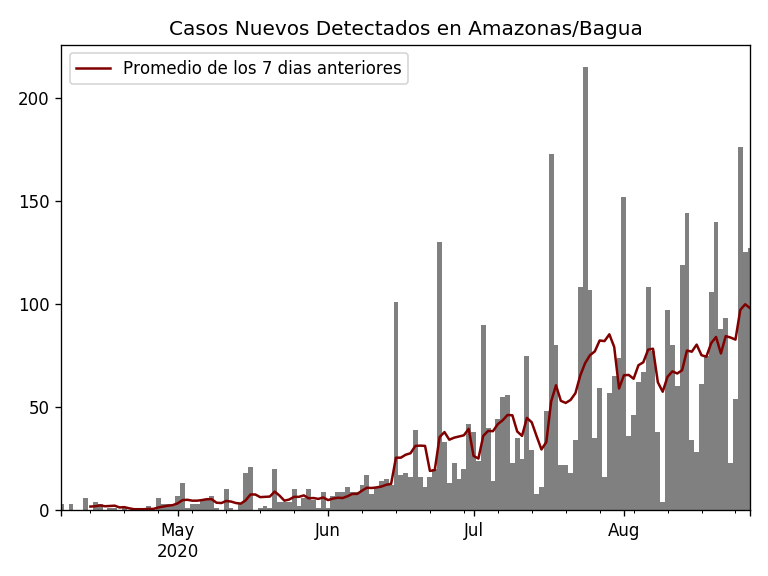 Casos Nuevos Detectados en Amazonas/Bagua
Promedio de los 7 dias anteriores
200
150
100
50
0
May
2020
Jun
Jul
Aug